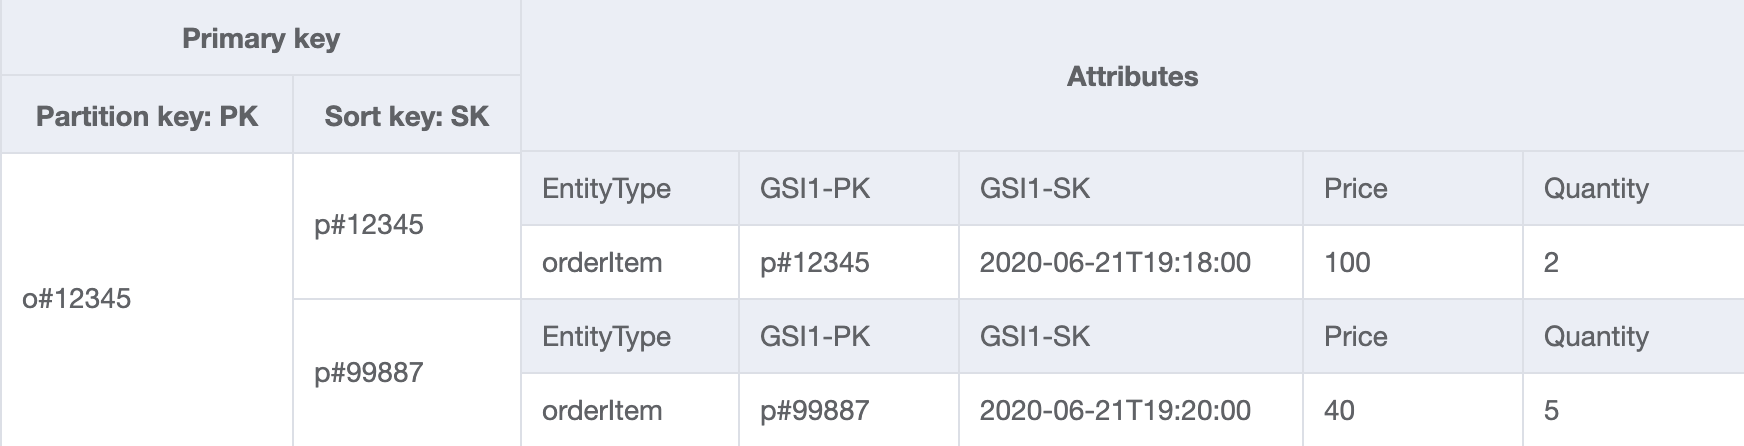 Primary key
Attributes
Partition key: PK Sort key: SK
EntityType GSI1-PK GSI1-SK Price Quantity
p#12345
orderItem p#12345 2020-06-21T19:18:00 100 2
o#12345
EntityType GSI1-PK GSI1-SK Price Quantity
p#99887
orderItem p#99887 2020-06-21T19:20:00 40 5